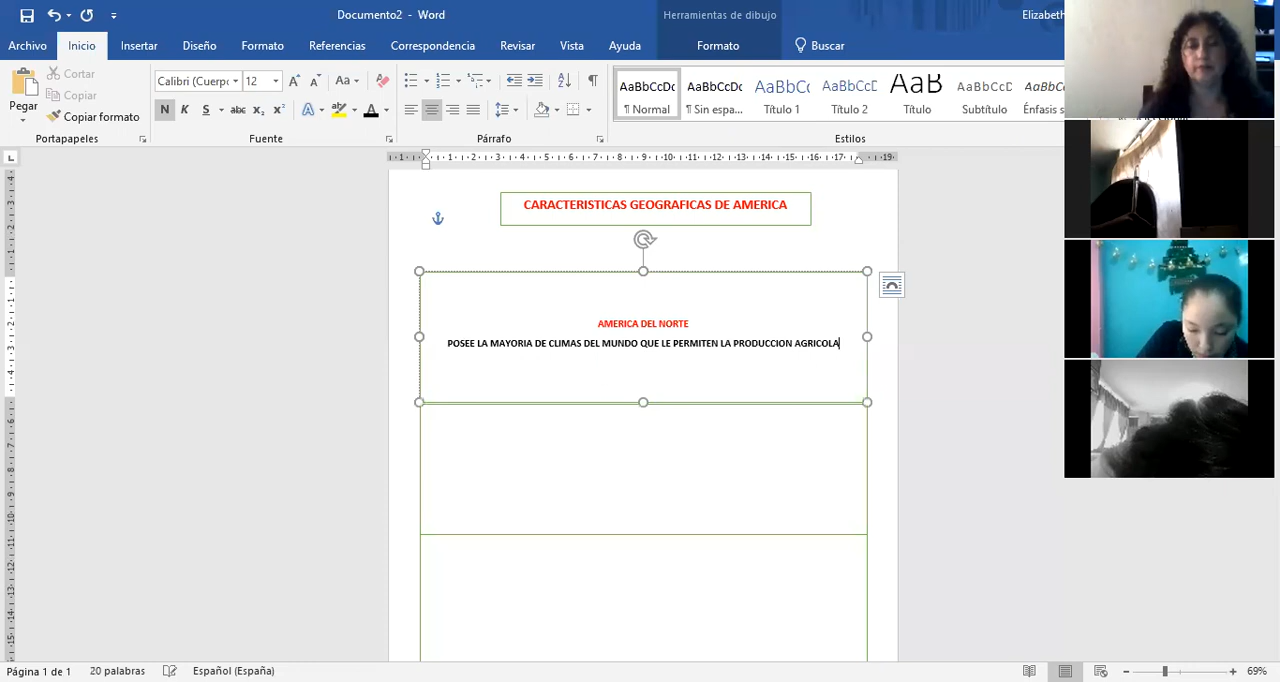 Documento2 - Word
Herramientas de dibujo
Elizabeth
Archivo
Inicio
Insertar
Diseño
Formato
Referencias
Correspondencia
Revisar
Vista
Ayuda
Formato
Buscar
Pegar
Cortar
Copiar
Copiar formato
Portapapeles
Calibri (Cuerpo
12
Aa
N K S abc x₂ x²
A
A
Fuente
Párrafo
AaBbCcDc
¶ Normal
AaBbCcDc
¶ Sin espa...
AaBbCc
Título 1
AaBbCcD
Título 2
AaB
Título
AaBbCcD
Subtítulo
AaBbCcDc
Énfasis s
Estilos
CARACTERISTICAS GEOGRAFICAS DE AMERICA
AMERICA DEL NORTE
POSEE LA MAYORIA DE CLIMAS DEL MUNDO QUE LE PERMITEN LA PRODUCCION AGRICOLA
Página 1 de 1
20 palabras
Español (España)
69%